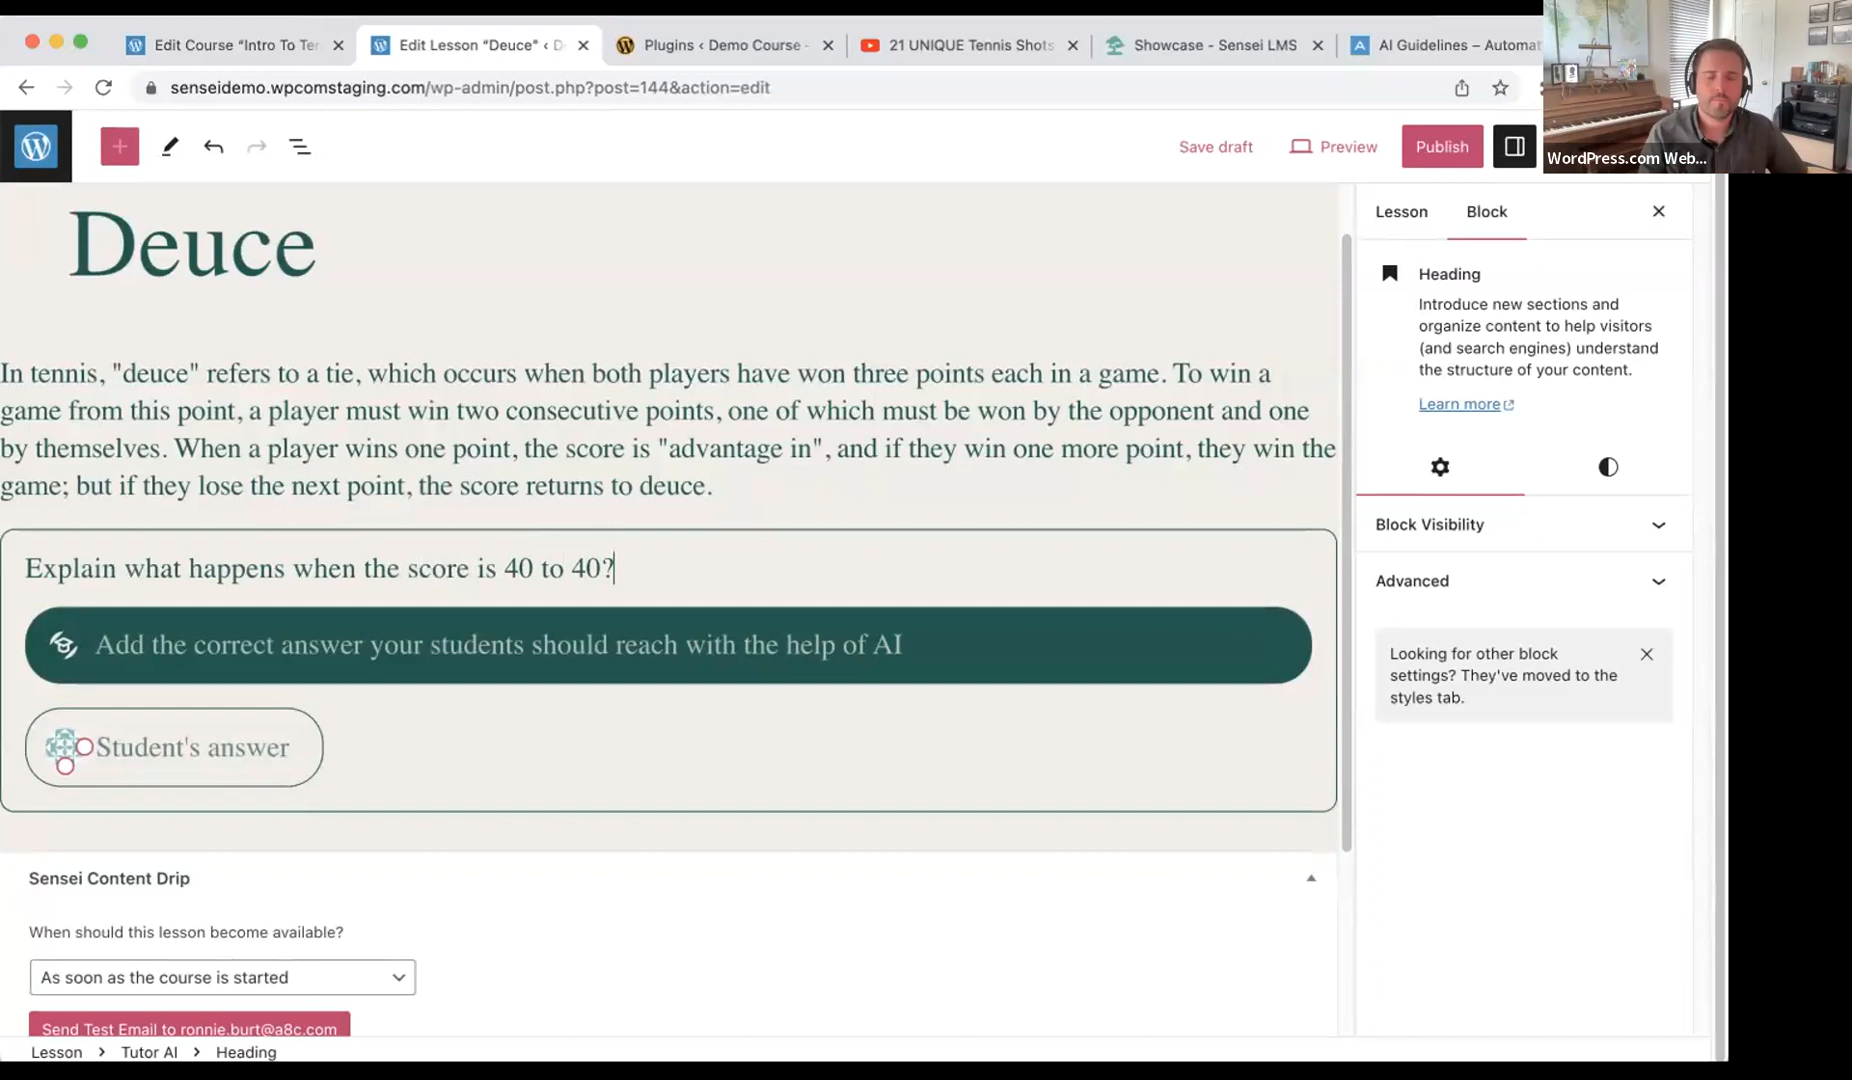 Edit Course “Intro To Ter
Edit Lesson “Deuce” ‹ D
Plugins ‹ Demo Course -
21 UNIQUE Tennis Shots
Showcase - Sensei LMS
AI Guidelines – Automat
senseidemo.wpcomstaging.com/wp-admin/post.php?post=144&action=edit
Save draft
Preview
Publish
WordPress.com Web...
Deuce
In tennis, "deuce" refers to a tie, which occurs when both players have won three points each in a game. To win a
game from this point, a player must win two consecutive points, one of which must be won by the opponent and one
by themselves. When a player wins one point, the score is "advantage in", and if they win one more point, they win the
game; but if they lose the next point, the score returns to deuce.
Explain what happens when the score is 40 to 40?
Add the correct answer your students should reach with the help of AI
Student's answer
Sensei Content Drip
When should this lesson become available?
As soon as the course is started
Send Test Email to ronnie.burt@a8c.com
Lesson > Tutor AI > Heading
Lesson
Block
Heading
Introduce new sections and
organize content to help visitors
(and search engines) understand
the structure of your content.
Learn more
Block Visibility
Advanced
Looking for other block
settings? They've moved to the
styles tab.